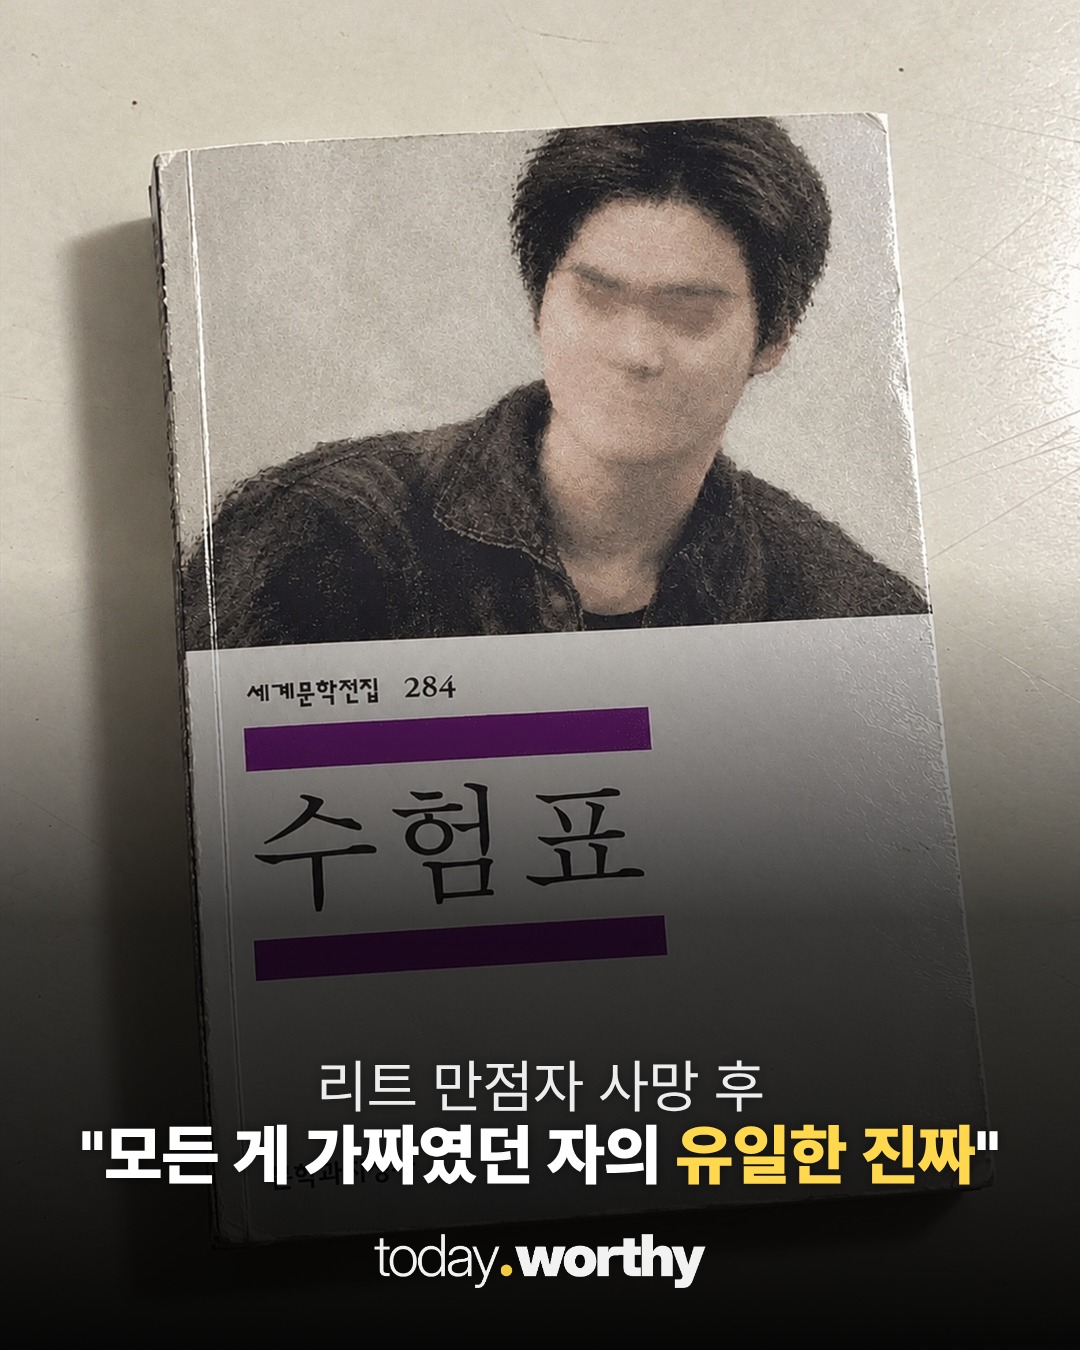 세계문학전집 284
수험표
리트 만점자 사망 후
"모든 게 가짜였던 자의 유일한 진짜"
today.worthy